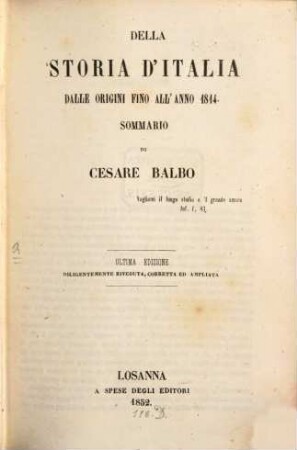 DELLA
STORIA D'ITALIA
DALLE ORIGINI FINO ALL'ANNO 1814
SOMMARIO
DI
CESARE BALBO
Vagliami il lungo studio e 'l grande amore
Inf. I,
ULTIMA EDIZIONE
DILIGENTEMENTE RIVEDUTA, CORRETTA ED AMPLIATA
LOSANNA
A SPESE DEGLI EDITORI
1852.